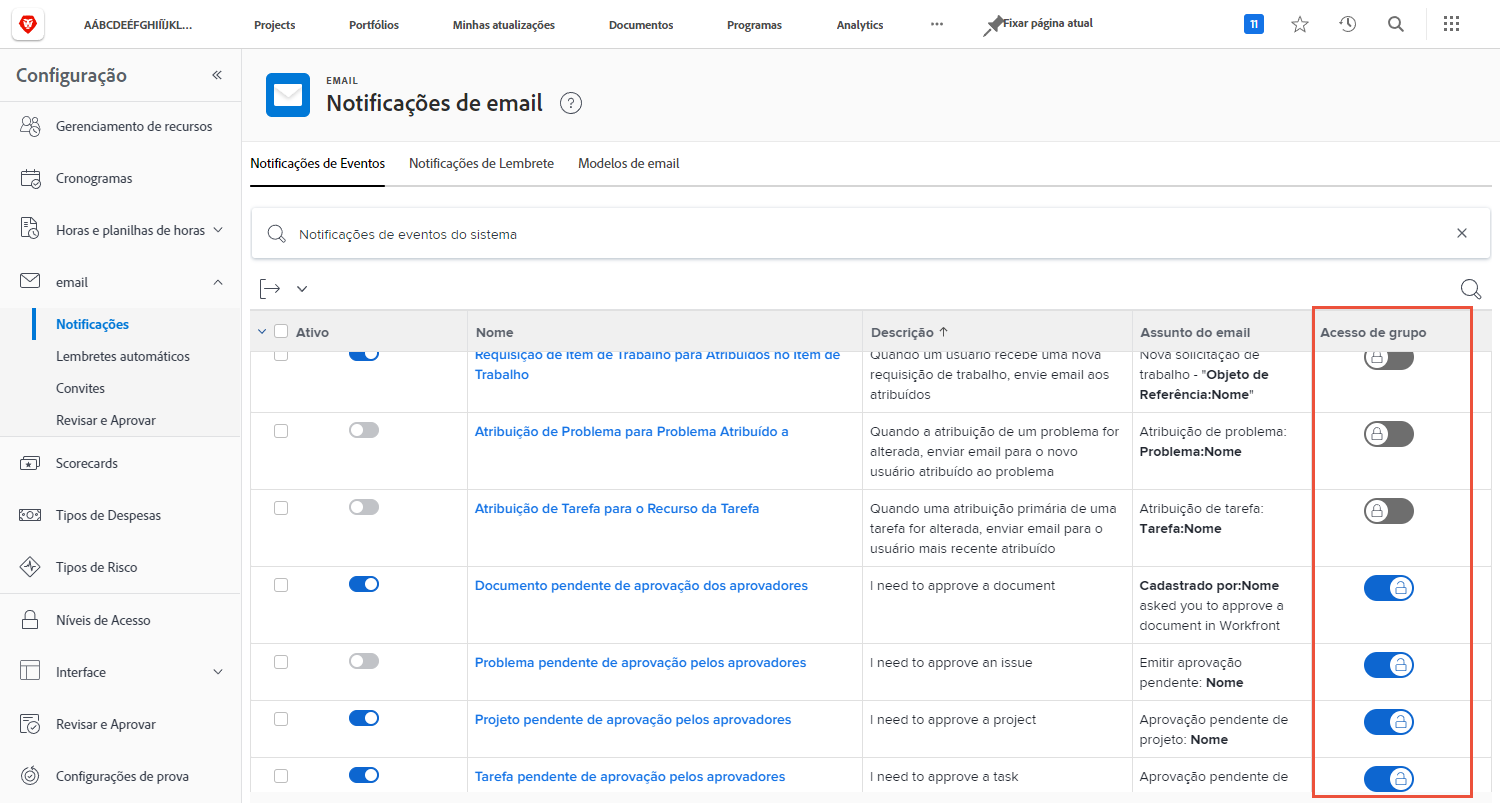 AÁBCDEÉFGHIÍÏJKL...
Projects
Portfólios
Minhas atualizações
Documentos
Programas
Analytics
Fixar página atual
11
Configuração
Gerenciamento de recursos
Cronogramas
Horas e planilhas de horas
email
Notificações
Lembretes automáticos
Convites
Revisar e Aprovar
Scorecards
Tipos de Despesas
Tipos de Risco
Níveis de Acesso
Interface
Revisar e Aprovar
Configurações de prova
EMAIL
Notificações de email
?
Notificações de Eventos
Notificações de Lembrete
Modelos de email
Notificações de eventos do sistema
Ativo
Nome
Descrição
Assunto do email
Acesso de grupo
Requisição de Item de Trabalho para Atribuídos no Item de
Trabalho
Quando um usuário recebe uma nova
requisição de trabalho, envie email aos
atribuídos
Nova solicitação de
trabalho - "Objeto de
Referência:Nome"
Atribuição de Problema para Problema Atribuído a
Quando a atribuição de um problema for
alterada, enviar email para o novo
usuário atribuído ao problema
Atribuição de problema:
Problema:Nome
Atribuição de Tarefa para o Recurso da Tarefa
Quando uma atribuição primária de uma
tarefa for alterada, enviar email para o
usuário mais recente atribuído
Atribuição de tarefa:
Tarefa:Nome
Documento pendente de aprovação dos aprovadores
I need to approve a document
Cadastrado por:Nome
asked you to approve a
document in Workfront
Problema pendente de aprovação pelos aprovadores
I need to approve an issue
Emitir aprovação
pendente: Nome
Projeto pendente de aprovação pelos aprovadores
I need to approve a project
Aprovação pendente de
projeto: Nome
Tarefa pendente de aprovação pelos aprovadores
I need to approve a task
Aprovação pendente de